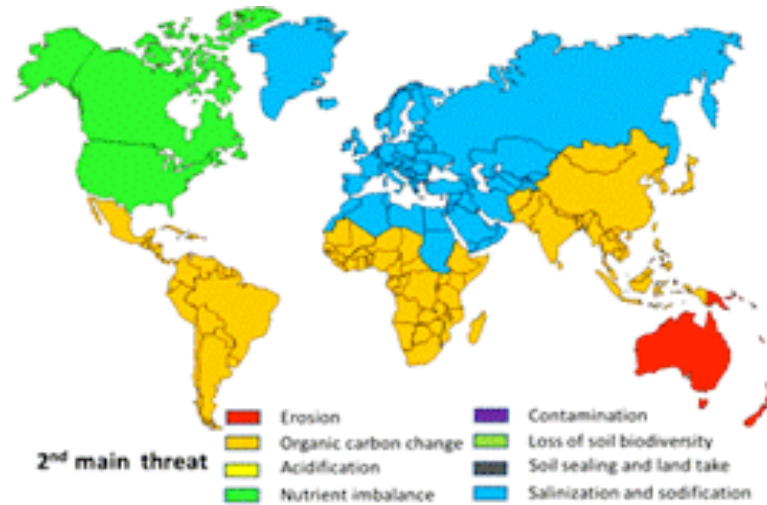 Erosion
Organic carbon change
Acidification
Nutrient imbalance
2nd main threat
Contamination
Loss of soil biodiversity
Soil sealing and land take
Salinization and sodification